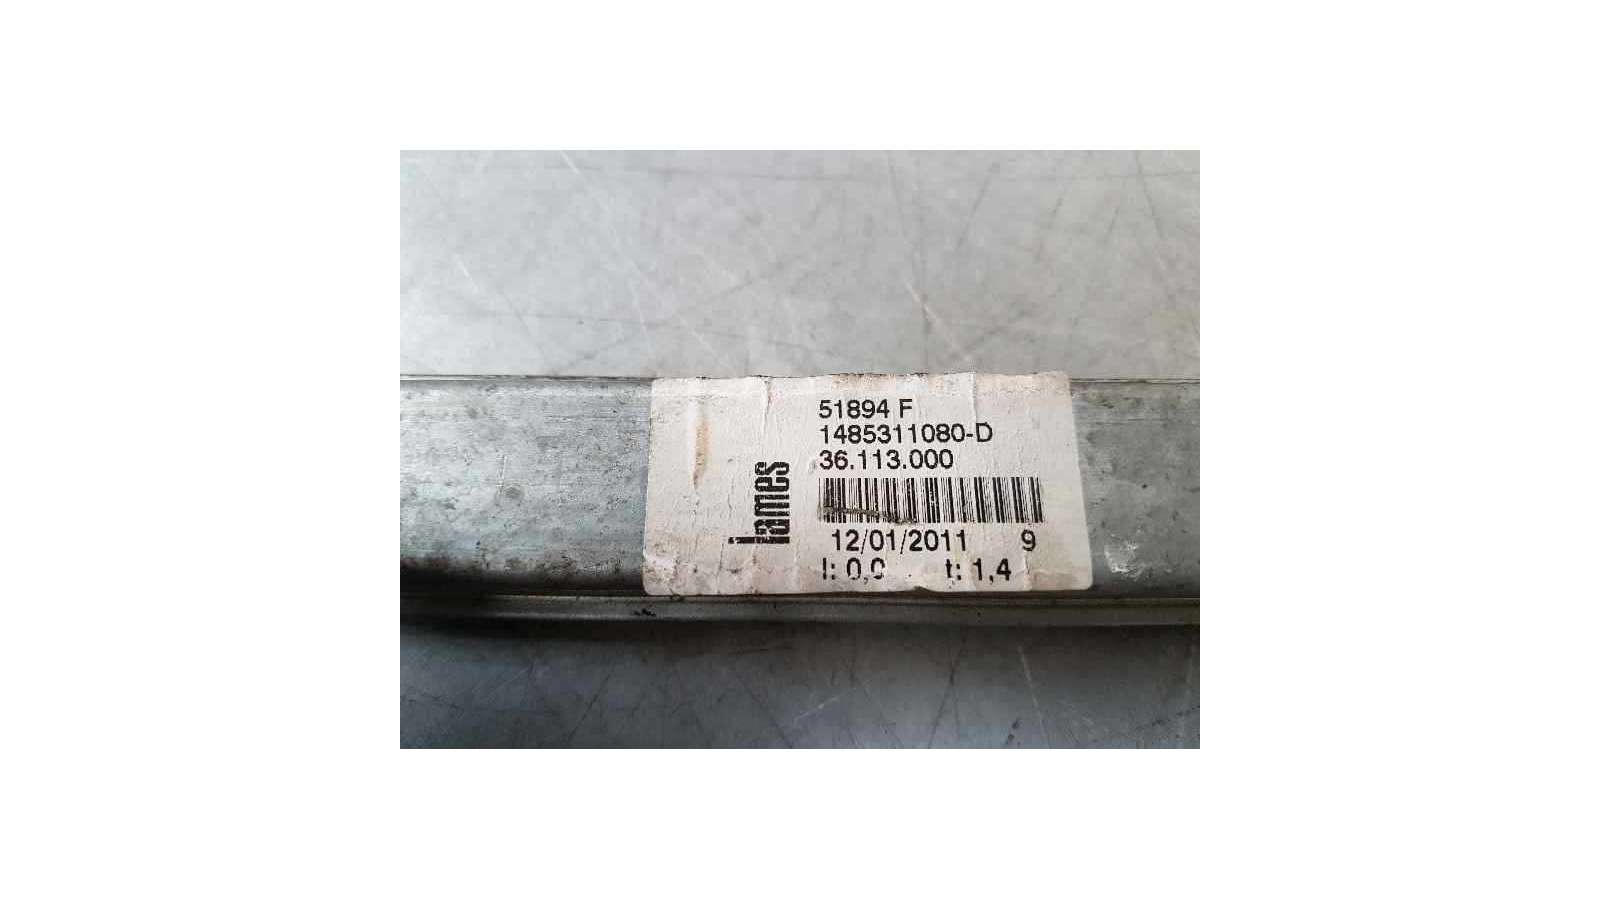 51894 F
1485311080-D
36.113.000
lames
12/01/2011 9
l: 0,0 t: 1,4